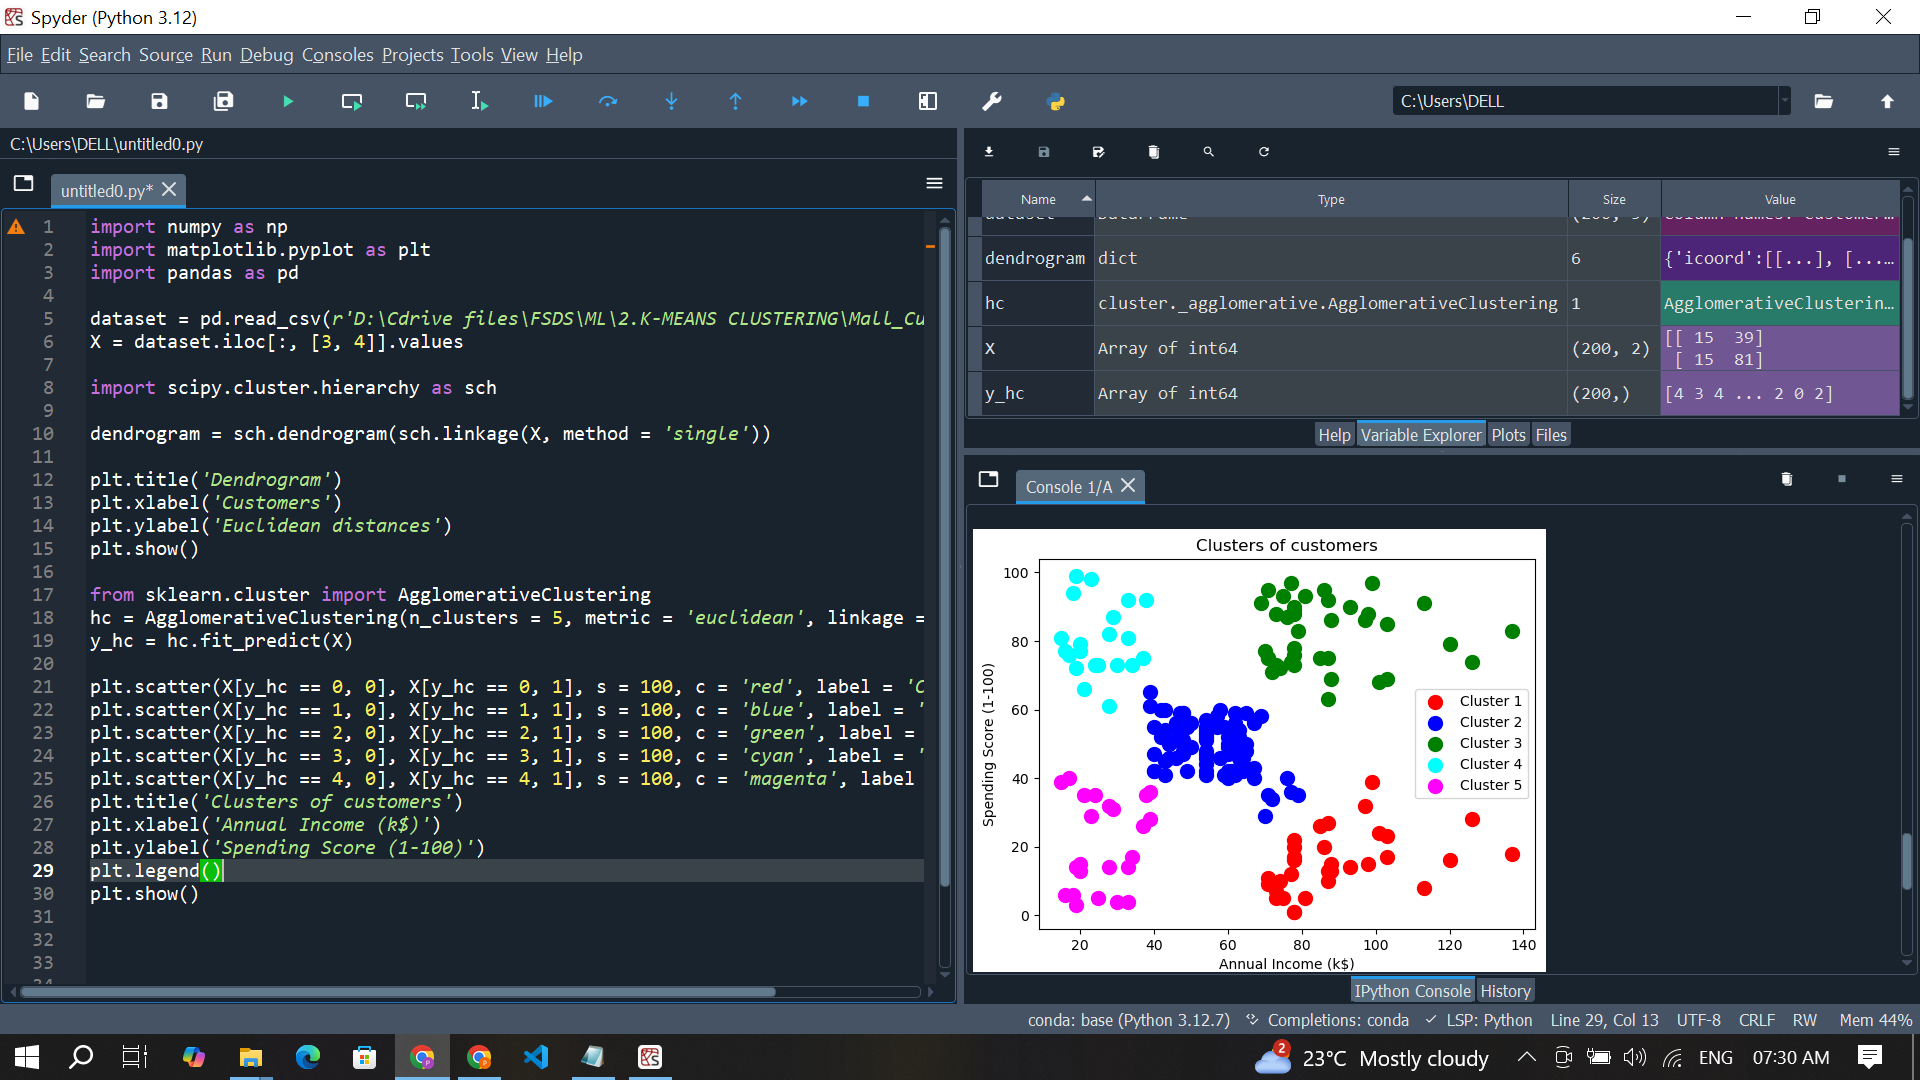 Spyder (Python 3.12)
File Edit Search Source Run Debug Consoles Projects Tools View Help
C:\Users\DELL
C:\Users\DELL\untitled0.py
untitled0.py*
1 import numpy as np
2 import matplotlib.pyplot as plt
3 import pandas as pd
4
5 dataset = pd.read_csv(r'D:\Cdrive files\FSDS\ML\2.K-MEANS CLUSTERING\Mall_Cu
6 X = dataset.iloc[:, [3, 4]].values
7
8 import scipy.cluster.hierarchy as sch
9
10 dendrogram = sch.dendrogram(sch.linkage(X, method = 'single'))
11
12 plt.title('Dendrogram')
13 plt.xlabel('Customers')
14 plt.ylabel('Euclidean distances')
15 plt.show()
16
17 from sklearn.cluster import AgglomerativeClustering
18 hc = AgglomerativeClustering(n_clusters = 5, metric = 'euclidean', linkage =
19 y_hc = hc.fit_predict(X)
20
21 plt.scatter(X[y_hc == 0, 0], X[y_hc == 0, 1], s = 100, c = 'red', label = 'C
22 plt.scatter(X[y_hc == 1, 0], X[y_hc == 1, 1], s = 100, c = 'blue', label = '
23 plt.scatter(X[y_hc == 2, 0], X[y_hc == 2, 1], s = 100, c = 'green', label =
24 plt.scatter(X[y_hc == 3, 0], X[y_hc == 3, 1], s = 100, c = 'cyan', label = '
25 plt.scatter(X[y_hc == 4, 0], X[y_hc == 4, 1], s = 100, c = 'magenta', label
26 plt.title('Clusters of customers')
27 plt.xlabel('Annual Income (k$)')
28 plt.ylabel('Spending Score (1-100)')
29 plt.legend()
30 plt.show()
31
32
33
Name Type Size Value
dendrogram dict 6 {'icoord':[[...], [...…
hc cluster._agglomerative.AgglomerativeClustering 1 AgglomerativeClusterin…
X Array of int64 (200, 2) [[ 15 39]
[ 15 81]
y_hc Array of int64 (200,) [4 3 4 ... 2 0 2]
Help Variable Explorer Plots Files
Console 1/A
Clusters of customers
100
80
60
40
20
0
Spending Score (1-100)
Cluster 1
Cluster 2
Cluster 3
Cluster 4
Cluster 5
20 40 60 80 100 120 140
Annual Income (k$)
IPython Console History
conda: base (Python 3.12.7) Completions: conda LSP: Python Line 29, Col 13 UTF-8 CRLF RW Mem 44%
2 23°C Mostly cloudy ENG 07:30 AM